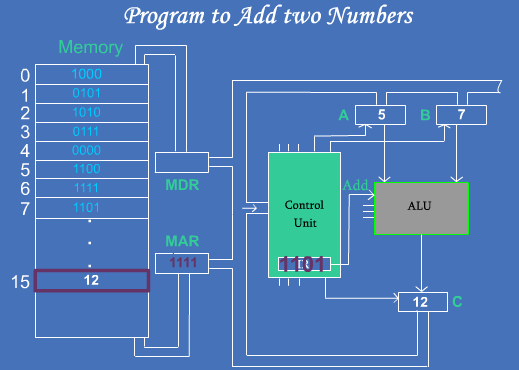 Program to Add two Numbers
Memory
0 1000
1 0101
2 1010
3 0111
4 0000
5 1100
6 1111
7 1101
.
.
.
15 12
MDR
MAR
1111
A 5
B 7
Control
Unit
1101
Add
ALU
12 C